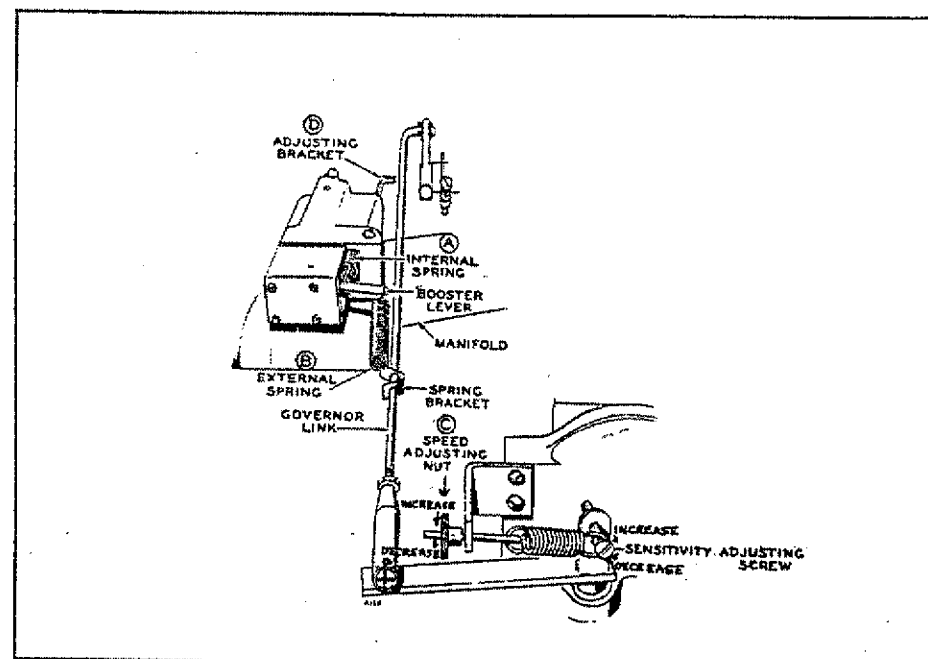 D
ADJUSTING
BRACKET
A
INTERNAL
SPRING
BOOSTER
LEVER
MANIFOLD
B
EXTERNAL
SPRING
SPRING
BRACKET
GOVERNOR
LINK
C
SPEED
ADJUSTING
NUT
INCREASE
DECREASE
INCREASE
SENSITIVITY ADJUSTING
SCREW
DECREASE